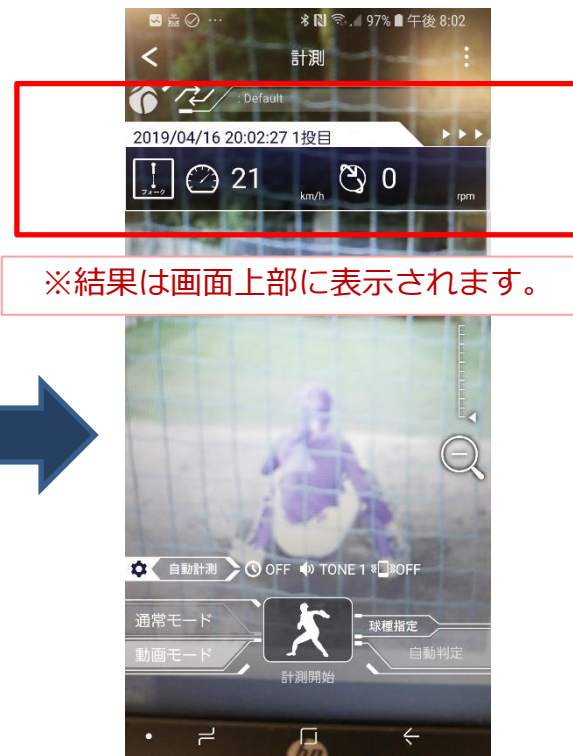 97% 午後 8:02
計測
: Default
2019/04/16 20:02:27 1投目
フォーク 21 km/h 0 rpm
※結果は画面上部に表示されます。
自動計測 OFF TONE 1 OFF
通常モード
球種指定
動画モード
自動判定
計測開始
hp